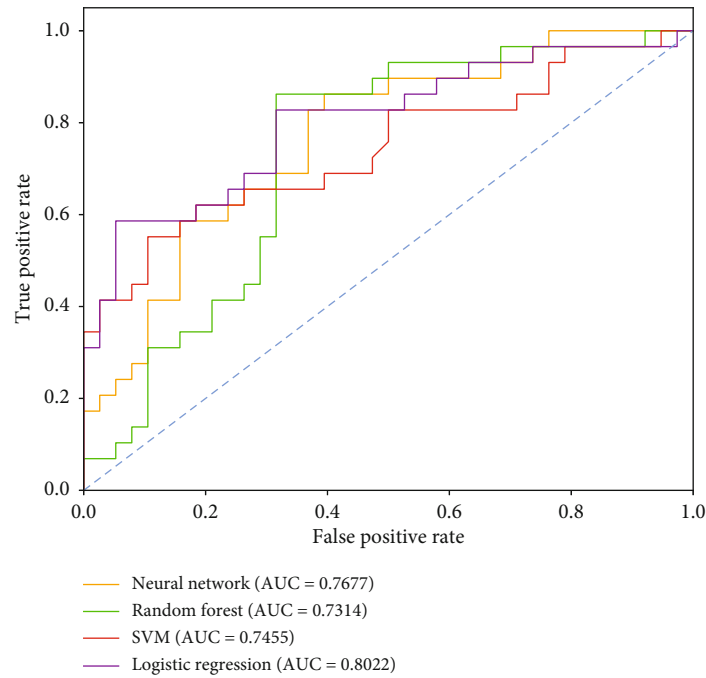 1.0
0.8
0.6
0.4
0.2
0.0
True positive rate
0.0 0.2 0.4 0.6 0.8 1.0
False positive rate
Neural network (AUC = 0.7677)
Random forest (AUC = 0.7314)
SVM (AUC = 0.7455)
Logistic regression (AUC = 0.8022)